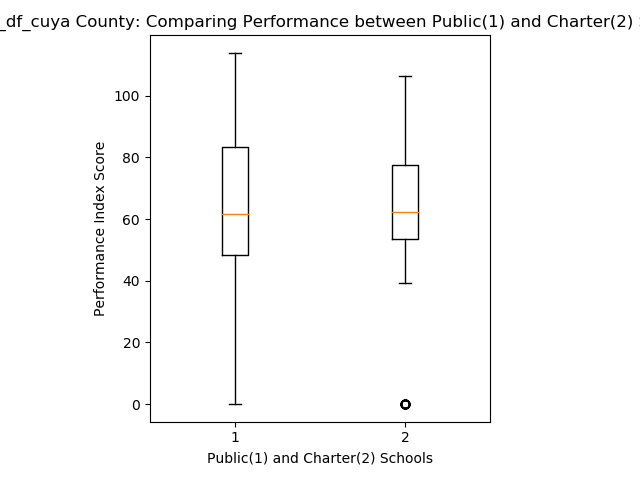 _df_cuya County: Comparing Performance between Public(1) and Charter(2)
100
80
60
40
20
0
Performance Index Score
1 2
Public(1) and Charter(2) Schools